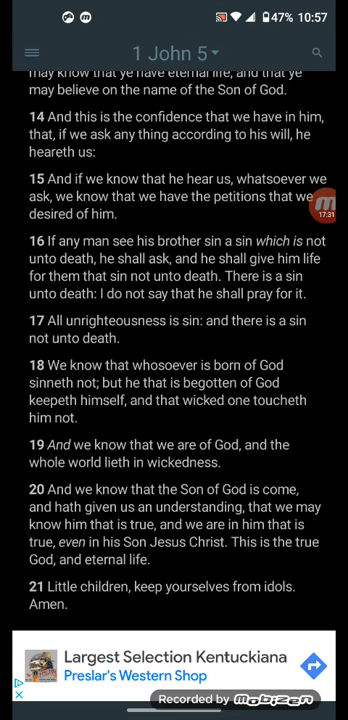 47% 10:57
1 John 5
may know that ye have eternal life, and that ye
may believe on the name of the Son of God.
14 And this is the confidence that we have in him,
that, if we ask any thing according to his will, he
heareth us:
15 And if we know that he hear us, whatsoever we
ask, we know that we have the petitions that we
desired of him.
17:31
16 If any man see his brother sin a sin which is not
unto death, he shall ask, and he shall give him life
for them that sin not unto death. There is a sin
unto death: I do not say that he shall pray for it.
17 All unrighteousness is sin: and there is a sin
not unto death.
18 We know that whosoever is born of God
sinneth not; but he that is begotten of God
keepeth himself, and that wicked one toucheth
him not.
19 And we know that we are of God, and the
whole world lieth in wickedness.
20 And we know that the Son of God is come,
and hath given us an understanding, that we may
know him that is true, and we are in him that is
true, even in his Son Jesus Christ. This is the true
God, and eternal life.
21 Little children, keep yourselves from idols.
Amen.
Largest Selection Kentuckiana
Preslar's Western Shop
Recorded by mobizen